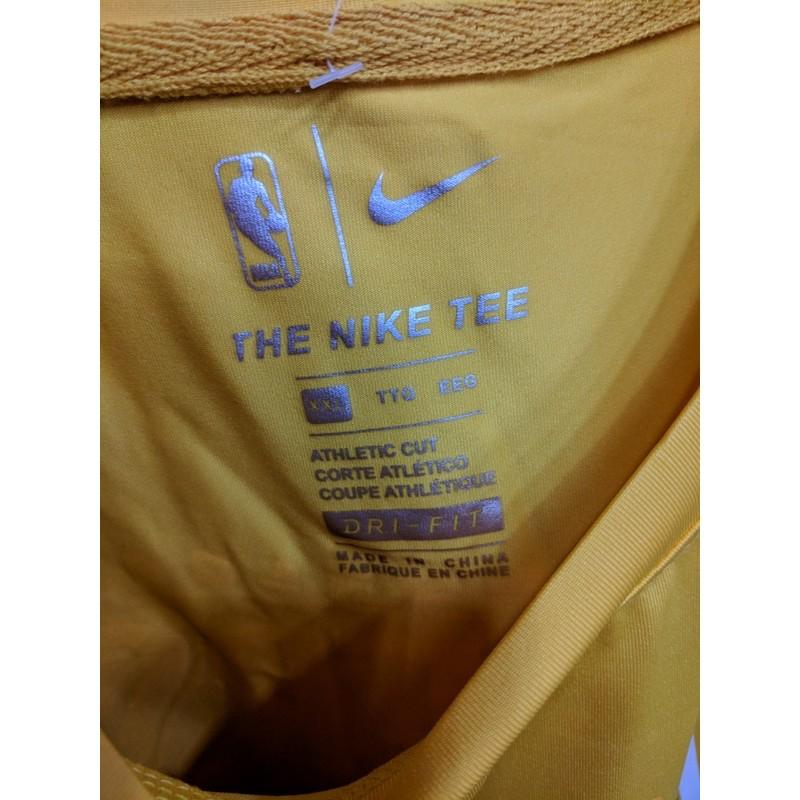 NBA
THE NIKE TEE
XXL TTG EEG
ATHLETIC CUT
CORTE ATLÉTICO
COUPE ATHLÉTIQUE
DRI-FIT
MADE IN CHINA
FABRIQUE EN CHINE